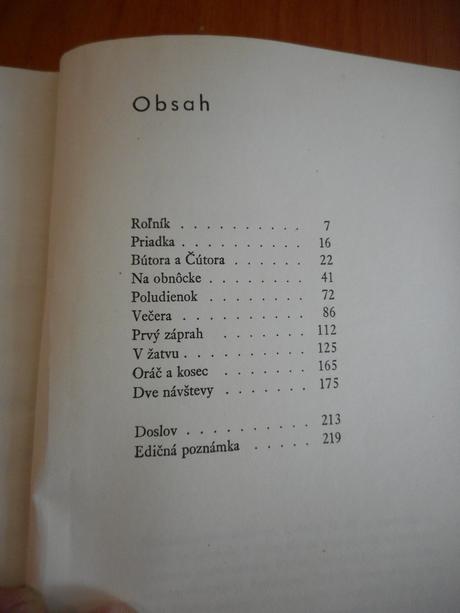 Obsah
Roľník . . . . . . . . . . 7
Priadka . . . . . . . . . . 16
Bútora a Čútora . . . . . . . 22
Na obnôcke . . . . . . . . 41
Poludienok . . . . . . . . . 72
Večera . . . . . . . . . . 86
Prvý záprah . . . . . . . 112
V žatvu . . . . . . . . . . 125
Oráč a kosec . . . . . . . 165
Dve návštevy . . . . . . . 175
Doslov . . . . . . . . . . 213
Edičná poznámka . . . . . 219